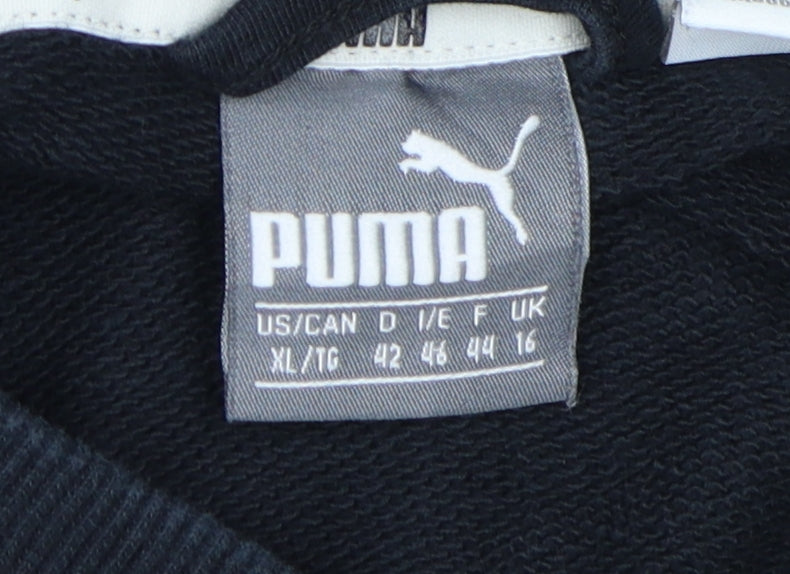 PUMA
US/CAN D I/E F UK
XL/TG 42 46 44 16